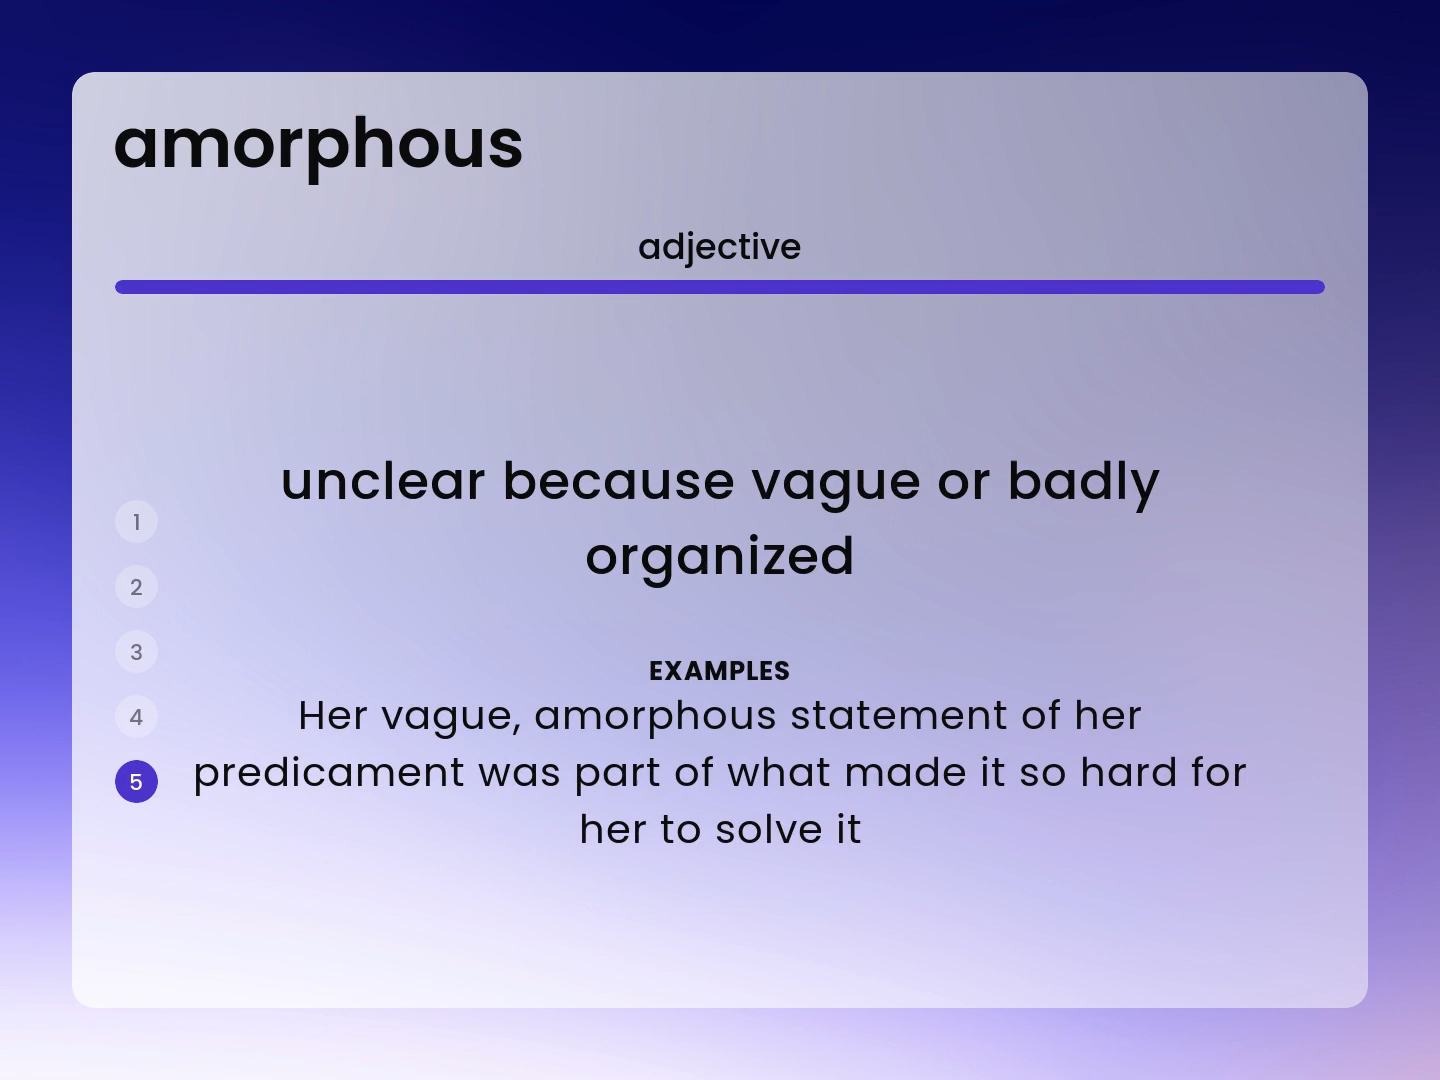 amorphous
adjective
unclear because vague or badly
organized
1
2
3
4
5
EXAMPLES
Her vague, amorphous statement of her
predicament was part of what made it so hard for
her to solve it